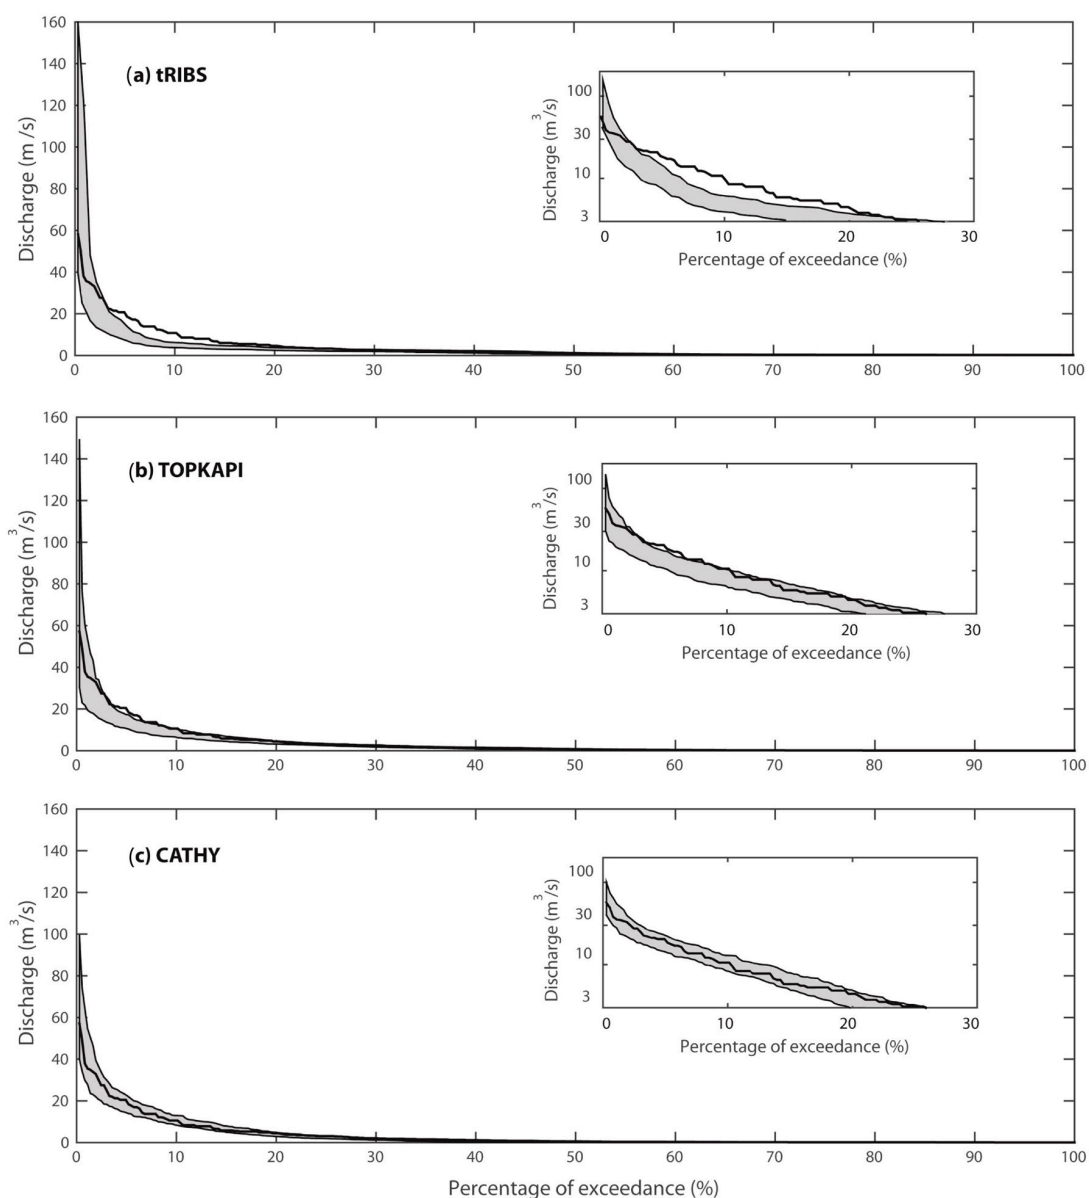 160
140
120
100
80
60
40
20
0
Discharge (m /s)
(a) tRIBS
100
30
10
3
Discharge (m³/s)
0 10 20 30
Percentage of exceedance (%)
0 10 20 30 40 50 60 70 80 90 100
160
140
120
100
80
60
40
20
0
Discharge (m³/s)
(b) TOPKAPI
100
30
10
3
Discharge (m³/s)
0 10 20 30
Percentage of exceedance (%)
0 10 20 30 40 50 60 70 80 90 100
160
140
120
100
80
60
40
20
0
Discharge (m³/s)
(c) CATHY
100
30
10
3
Discharge (m³/s)
0 10 20 30
Percentage of exceedance (%)
0 10 20 30 40 50 60 70 80 90 100
Percentage of exceedance (%)